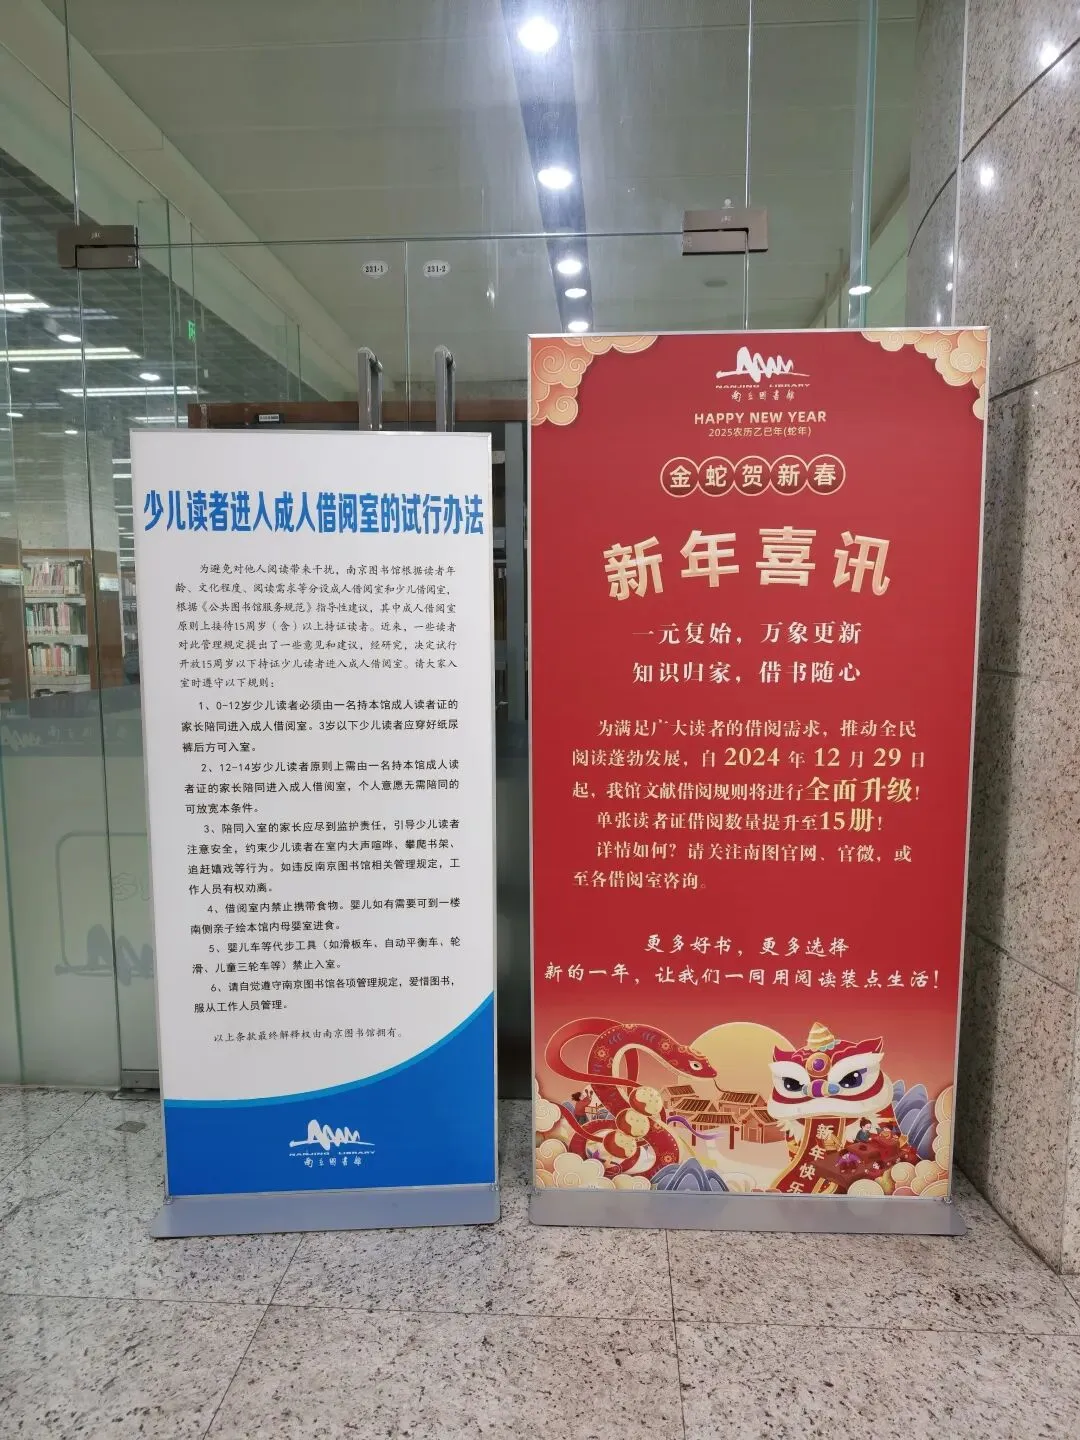 231-1
231-2
少儿读者进入成人借阅室的试行办法
为避免对他人阅读带来干扰，南京图书馆根据读者年
龄、文化程度、阅读需求等分设成人借阅室和少儿借阅室，
根据《公共图书馆服务规范》指导性建议，其中成人借阅室
原则上接待15周岁（含）以上持证读者。近来，一些读者
对此管理规定提出了一些意见和建议，经研究，决定试行
开放15周岁以下持证少儿读者进入成人借阅室。请大家入
室时遵守以下规则：
1、0-12岁少儿读者必须由一名持本馆成人读者证的
家长陪同进入成人借阅室。3岁以下少儿读者应穿好纸尿
裤后方可入室。
2、12-14岁少儿读者原则上需由一名持本馆成人读
者证的家长陪同进入成人借阅室，个人意愿无需陪同的
可放宽本条件。
3、陪同入室的家长应尽到监护责任，引导少儿读者
注意安全，约束少儿读者在室内大声喧哗、攀爬书架、
追赶嬉戏等行为。如违反南京图书馆相关管理规定，工
作人员有权劝离。
4、借阅室内禁止携带食物。婴儿如有需要可到一楼
南侧亲子绘本馆内母婴室进食。
5、婴儿车等代步工具（如滑板车、自动平衡车、轮
滑、儿童三轮车等）禁止入室。
6、请自觉遵守南京图书馆各项管理规定，爱惜图书，
服从工作人员管理。
以上条款最终解释权由南京图书馆拥有。
NANJING LIBRARY
南京图书馆
NANJING LIBRARY
南京图书馆
HAPPY NEW YEAR
2025农历乙巳年(蛇年)
金蛇贺新春
新年喜讯
一元复始，万象更新
知识归家，借书随心
为满足广大读者的借阅需求，推动全民
阅读蓬勃发展，自2024年12月29日
起，我馆文献借阅规则将进行全面升级！
单张读者证借阅数量提升至15册！
详情如何？请关注南图官网、官微，或
至各借阅室咨询。
更多好书，更多选择
新的一年，让我们一同用阅读装点生活！
新年快乐